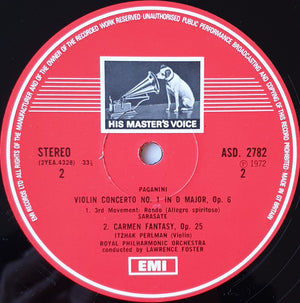 ALL RIGHTS OF THE MANUFACTURER AND OF THE OWNER OF THE RECORDED WORK RESERVED · UNAUTHORISED PUBLIC PERFORMANCE BROADCASTING AND COPYING OF THIS RECORD PROHIBITED
HIS MASTER'S VOICE
STEREO
ASD. 2782
(2YEA.4328) 33⅓
Ⓟ 1972
2
2
PAGANINI
VIOLIN CONCERTO NO. 1 IN D MAJOR, Op. 6
1. 3rd Movement: Rondo (Allegro spiritoso)
SARASATE
2. CARMEN FANTASY, Op. 25
ITZHAK PERLMAN (Violin)
ROYAL PHILHARMONIC ORCHESTRA
conducted by LAWRENCE FOSTER
EMI
EMI RECORDS LTD
MADE IN GT BRITAIN